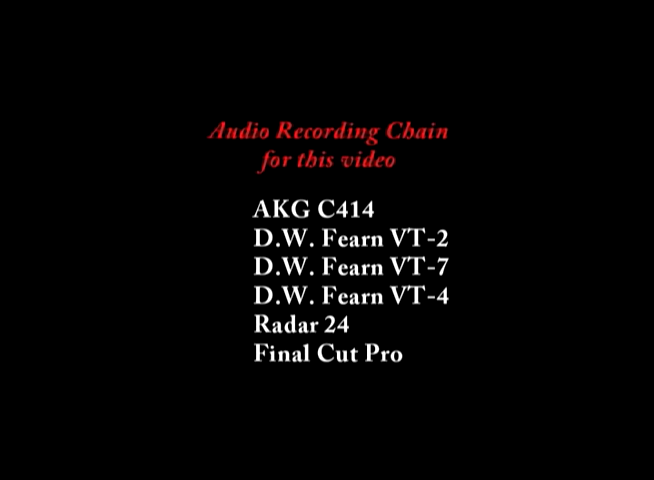 Audio Recording Chain
for this video
AKG C414
D.W. Fearn VT-2
D.W. Fearn VT-7
D.W. Fearn VT-4
Radar 24
Final Cut Pro